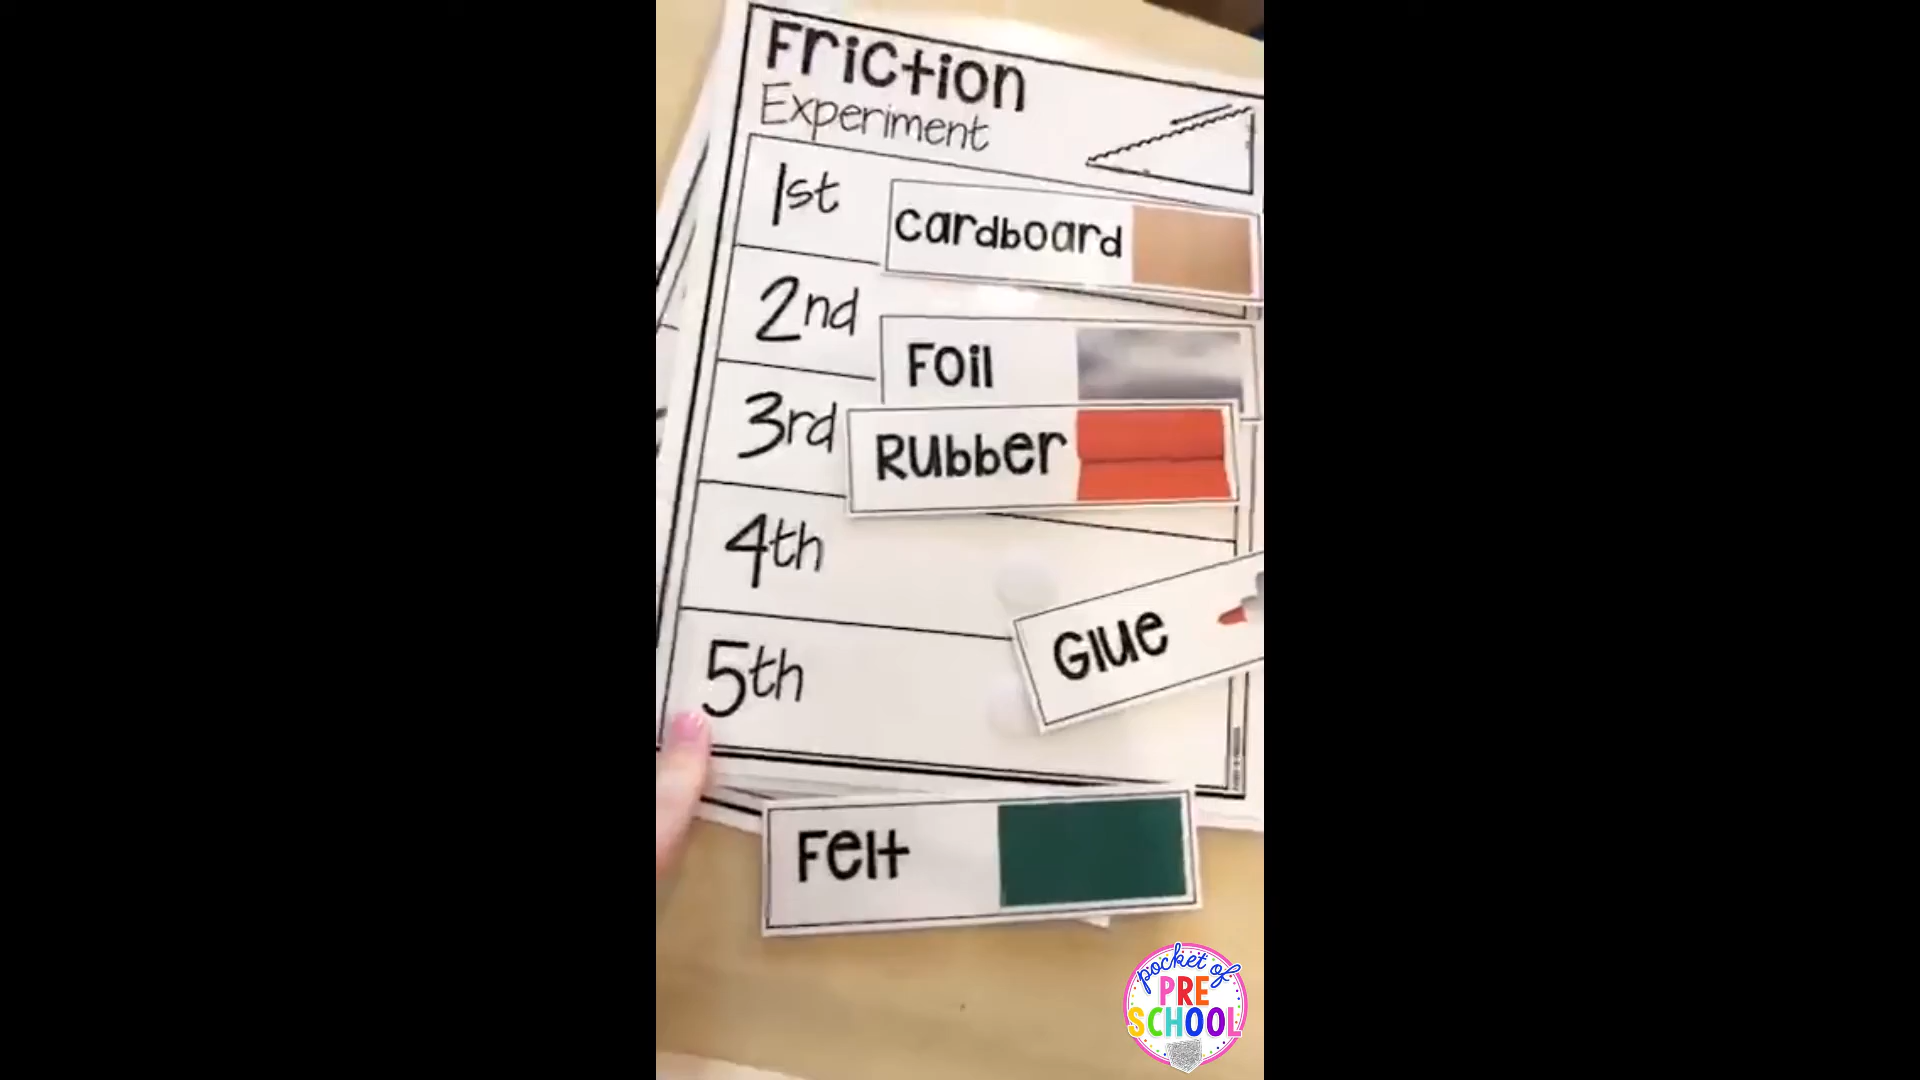 Friction
Experiment
1st
cardboard
2nd
Foil
3rd
Rubber
4th
Glue
5th
Felt
pocket of
PRE
SCHOOL